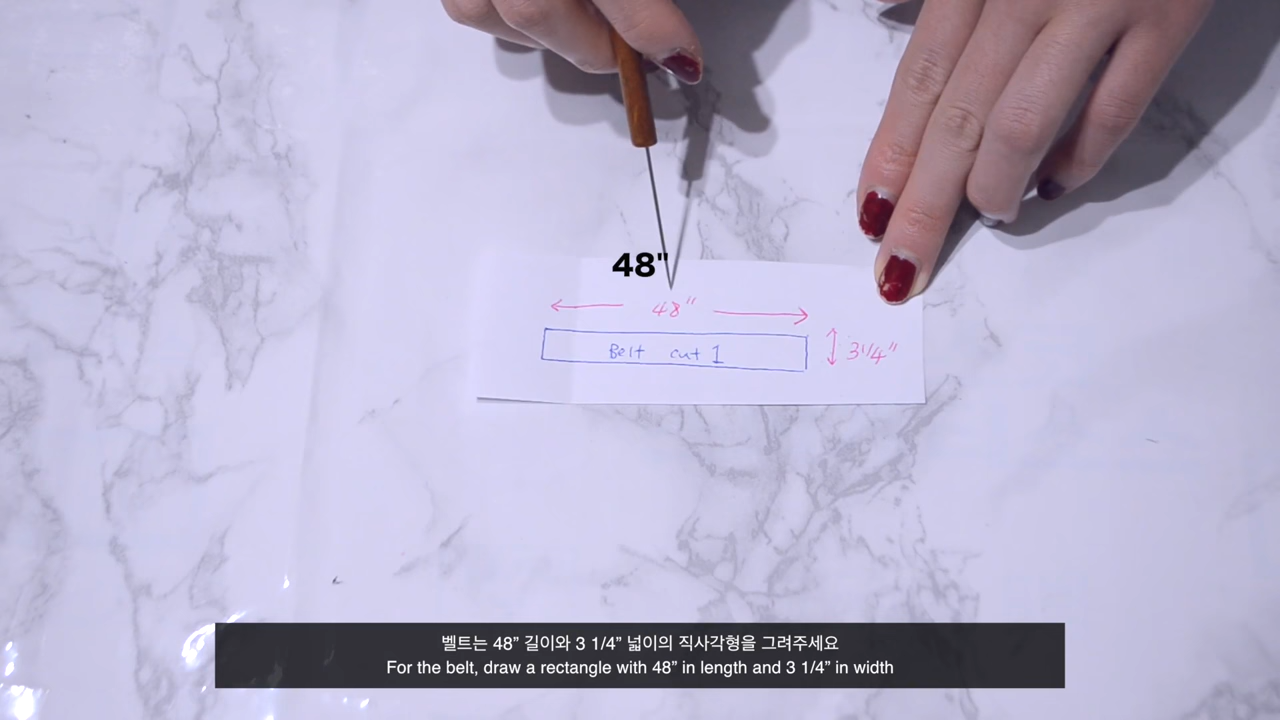 48"
48"
Belt cut 1
3 1/4"
벨트는 48” 길이와 3 1/4” 넓이의 직사각형을 그려주세요
For the belt, draw a rectangle with 48” in length and 3 1/4” in width